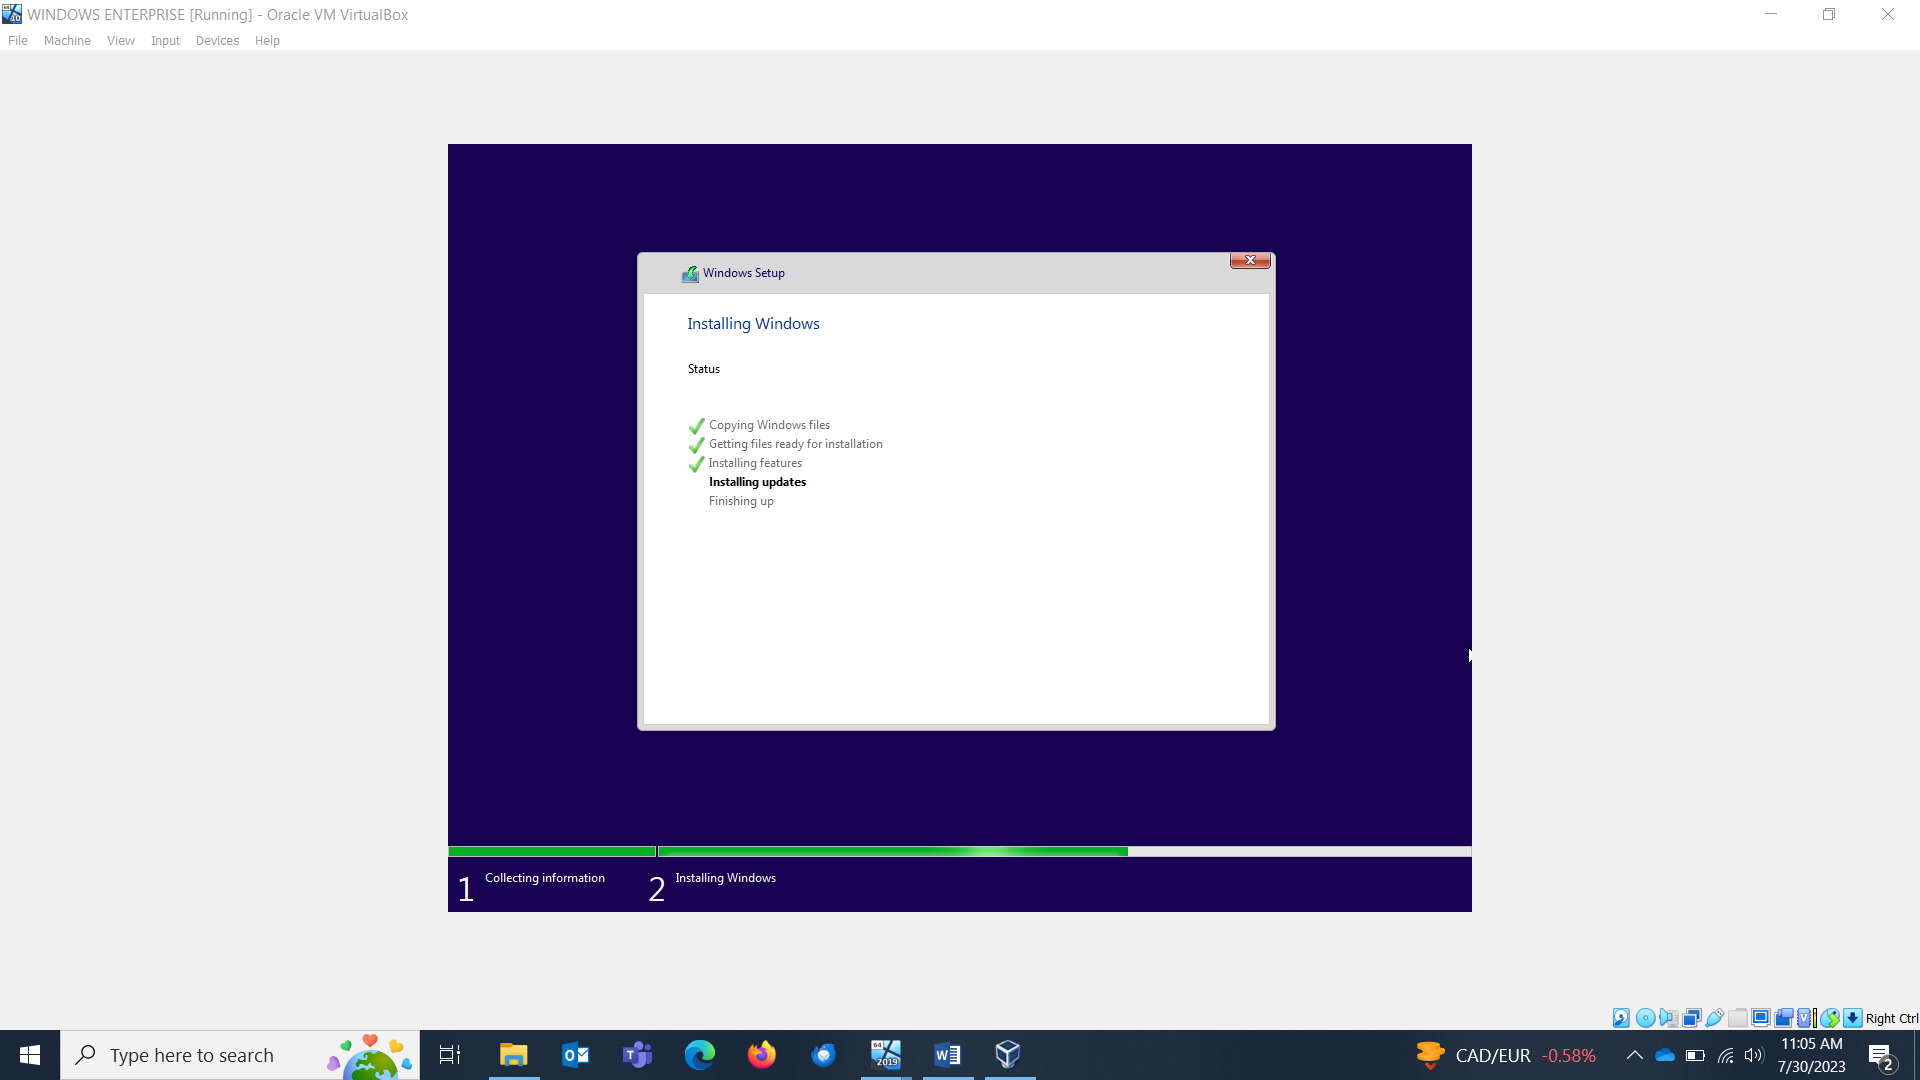 WINDOWS ENTERPRISE [Running] - Oracle VM VirtualBox
File Machine View Input Devices Help
Windows Setup
Installing Windows
Status
Copying Windows files
Getting files ready for installation
Installing features
Installing updates
Finishing up
1 Collecting information 2 Installing Windows
Right Ctrl
Type here to search
2019
CAD/EUR -0.58%
11:05 AM
7/30/2023
2